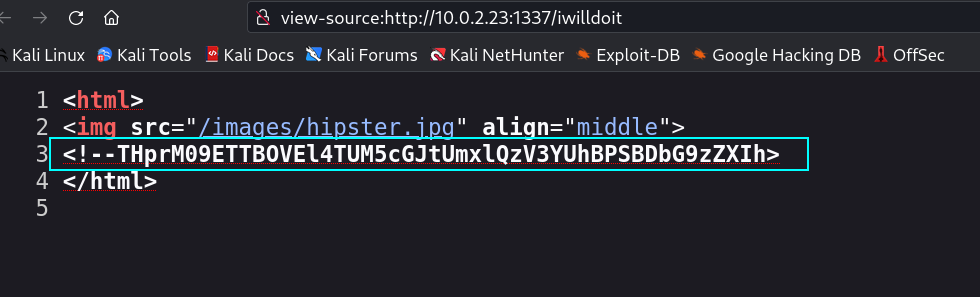 view-source:http://10.0.2.23:1337/iwilldoit
Kali Linux Kali Tools Kali Docs Kali Forums Kali NetHunter Exploit-DB Google Hacking DB OffSec
1 <html>
2 <img src="/images/hipster.jpg" align="middle">
3 <!--THprM09ETTBOVEl4TUM5cGJtUmxlQzV3YUhBPSBDbG9zZXIh>
4 </html>
5